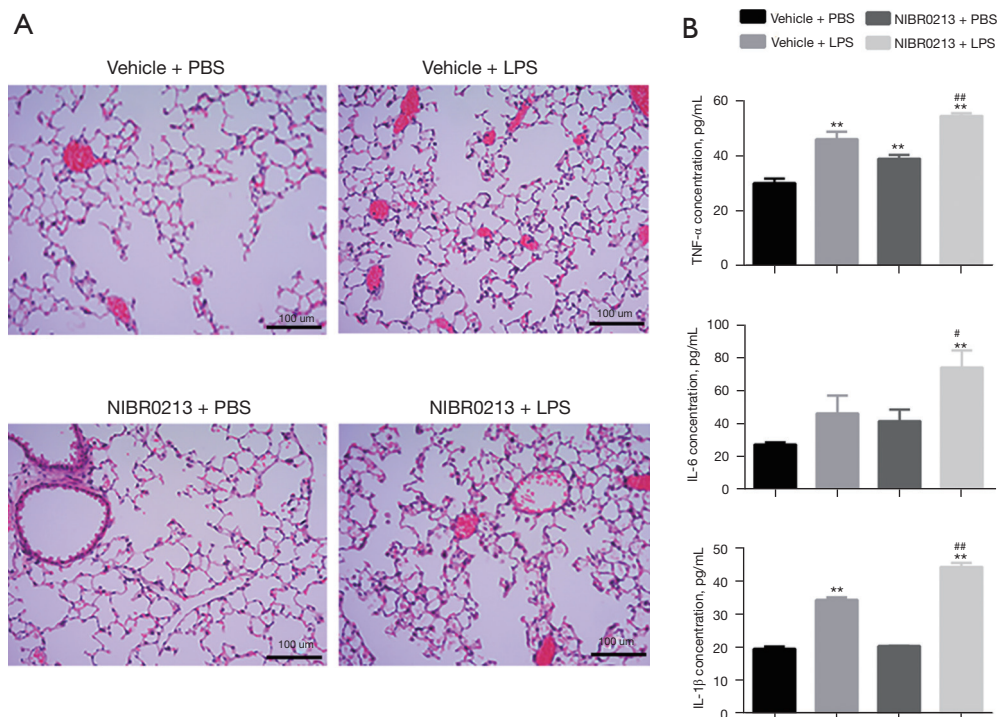 A
Vehicle + PBS
Vehicle + LPS
100 um
100 um
NIBR0213 + PBS
NIBR0213 + LPS
100 um
100 um
B
Vehicle + PBS
NIBR0213 + PBS
Vehicle + LPS
NIBR0213 + LPS
TNF-α concentration, pg/mL
60
40
20
0
**
**
##
**
IL-6 concentration, pg/mL
100
80
60
40
20
0
#
**
IL-1β concentration, pg/mL
50
40
30
20
10
0
**
##
**